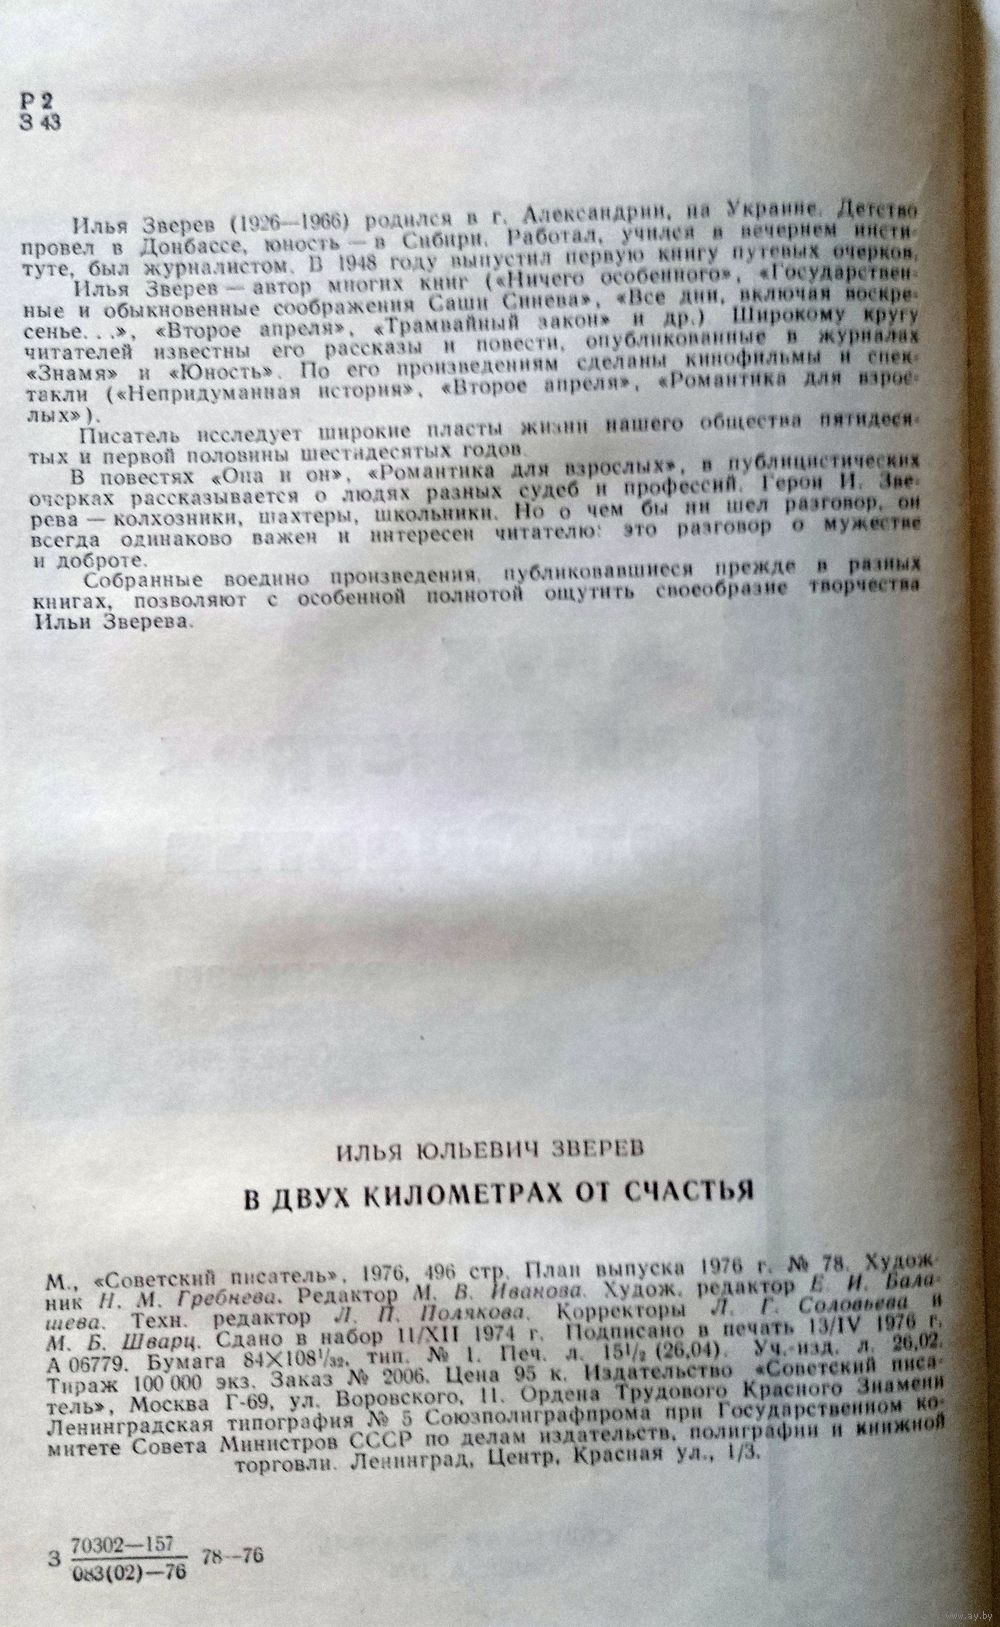 Р 2
З 43
Илья Зверев (1926—1966) родился в г. Александрии, на Украине. Детство
провел в Донбассе, юность — в Сибири. Работал, учился в вечернем инсти-
туте, был журналистом. В 1948 году выпустил первую книгу путевых очерков.
Илья Зверев — автор многих книг («Ничего особенного», «Государствен-
ные и обыкновенные соображения Саши Синева», «Все дни, включая воскре-
сенье...», «Второе апреля», «Трамвайный закон» и др.) Широкому кругу
читателей известны его рассказы и повести, опубликованные в журналах
«Знамя» и «Юность». По его произведениям сделаны кинофильмы и спек-
такли («Непридуманная история», «Второе апреля», «Романтика для взрос-
лых»).
Писатель исследует широкие пласты жизни нашего общества пятидеся-
тых и первой половины шестидесятых годов.
В повестях «Она и он», «Романтика для взрослых», в публицистических
очерках рассказывается о людях разных судеб и профессий. Герои И. Зве-
рева — колхозники, шахтеры, школьники. Но о чем бы ни шел разговор, он
всегда одинаково важен и интересен читателю: это разговор о мужестве
и доброте.
Собранные воедино произведения, публиковавшиеся прежде в разных
книгах, позволяют с особенной полнотой ощутить своеобразие творчества
Ильи Зверева.
ИЛЬЯ ЮЛЬЕВИЧ ЗВЕРЕВ
В ДВУХ КИЛОМЕТРАХ ОТ СЧАСТЬЯ
М., «Советский писатель», 1976, 496 стр. План выпуска 1976 г. № 78. Худож-
ник Н. М. Гребнева. Редактор М. В. Иванова. Худож. редактор Е. И. Бала-
шева. Техн. редактор Л. П. Полякова. Корректоры Л. Г. Соловьева и
М. Б. Шварц. Сдано в набор 11/XII 1974 г. Подписано в печать 13/IV 1976 г.
А 06779. Бумага 84×108¹/₃₂, тип. № 1. Печ. л. 15¹/₂ (26,04). Уч.-изд. л. 26,02.
Тираж 100 000 экз. Заказ № 2006. Цена 95 к. Издательство «Советский писа-
тель», Москва Г-69, ул. Воровского, 11. Ордена Трудового Красного Знамени
Ленинградская типография № 5 Союзполиграфпрома при Государственном ко-
митете Совета Министров СССР по делам издательств, полиграфии и книжной
торговли. Ленинград, Центр, Красная ул., 1/3.
З 70302—157 78—76
083(02)—76
www.ay.by